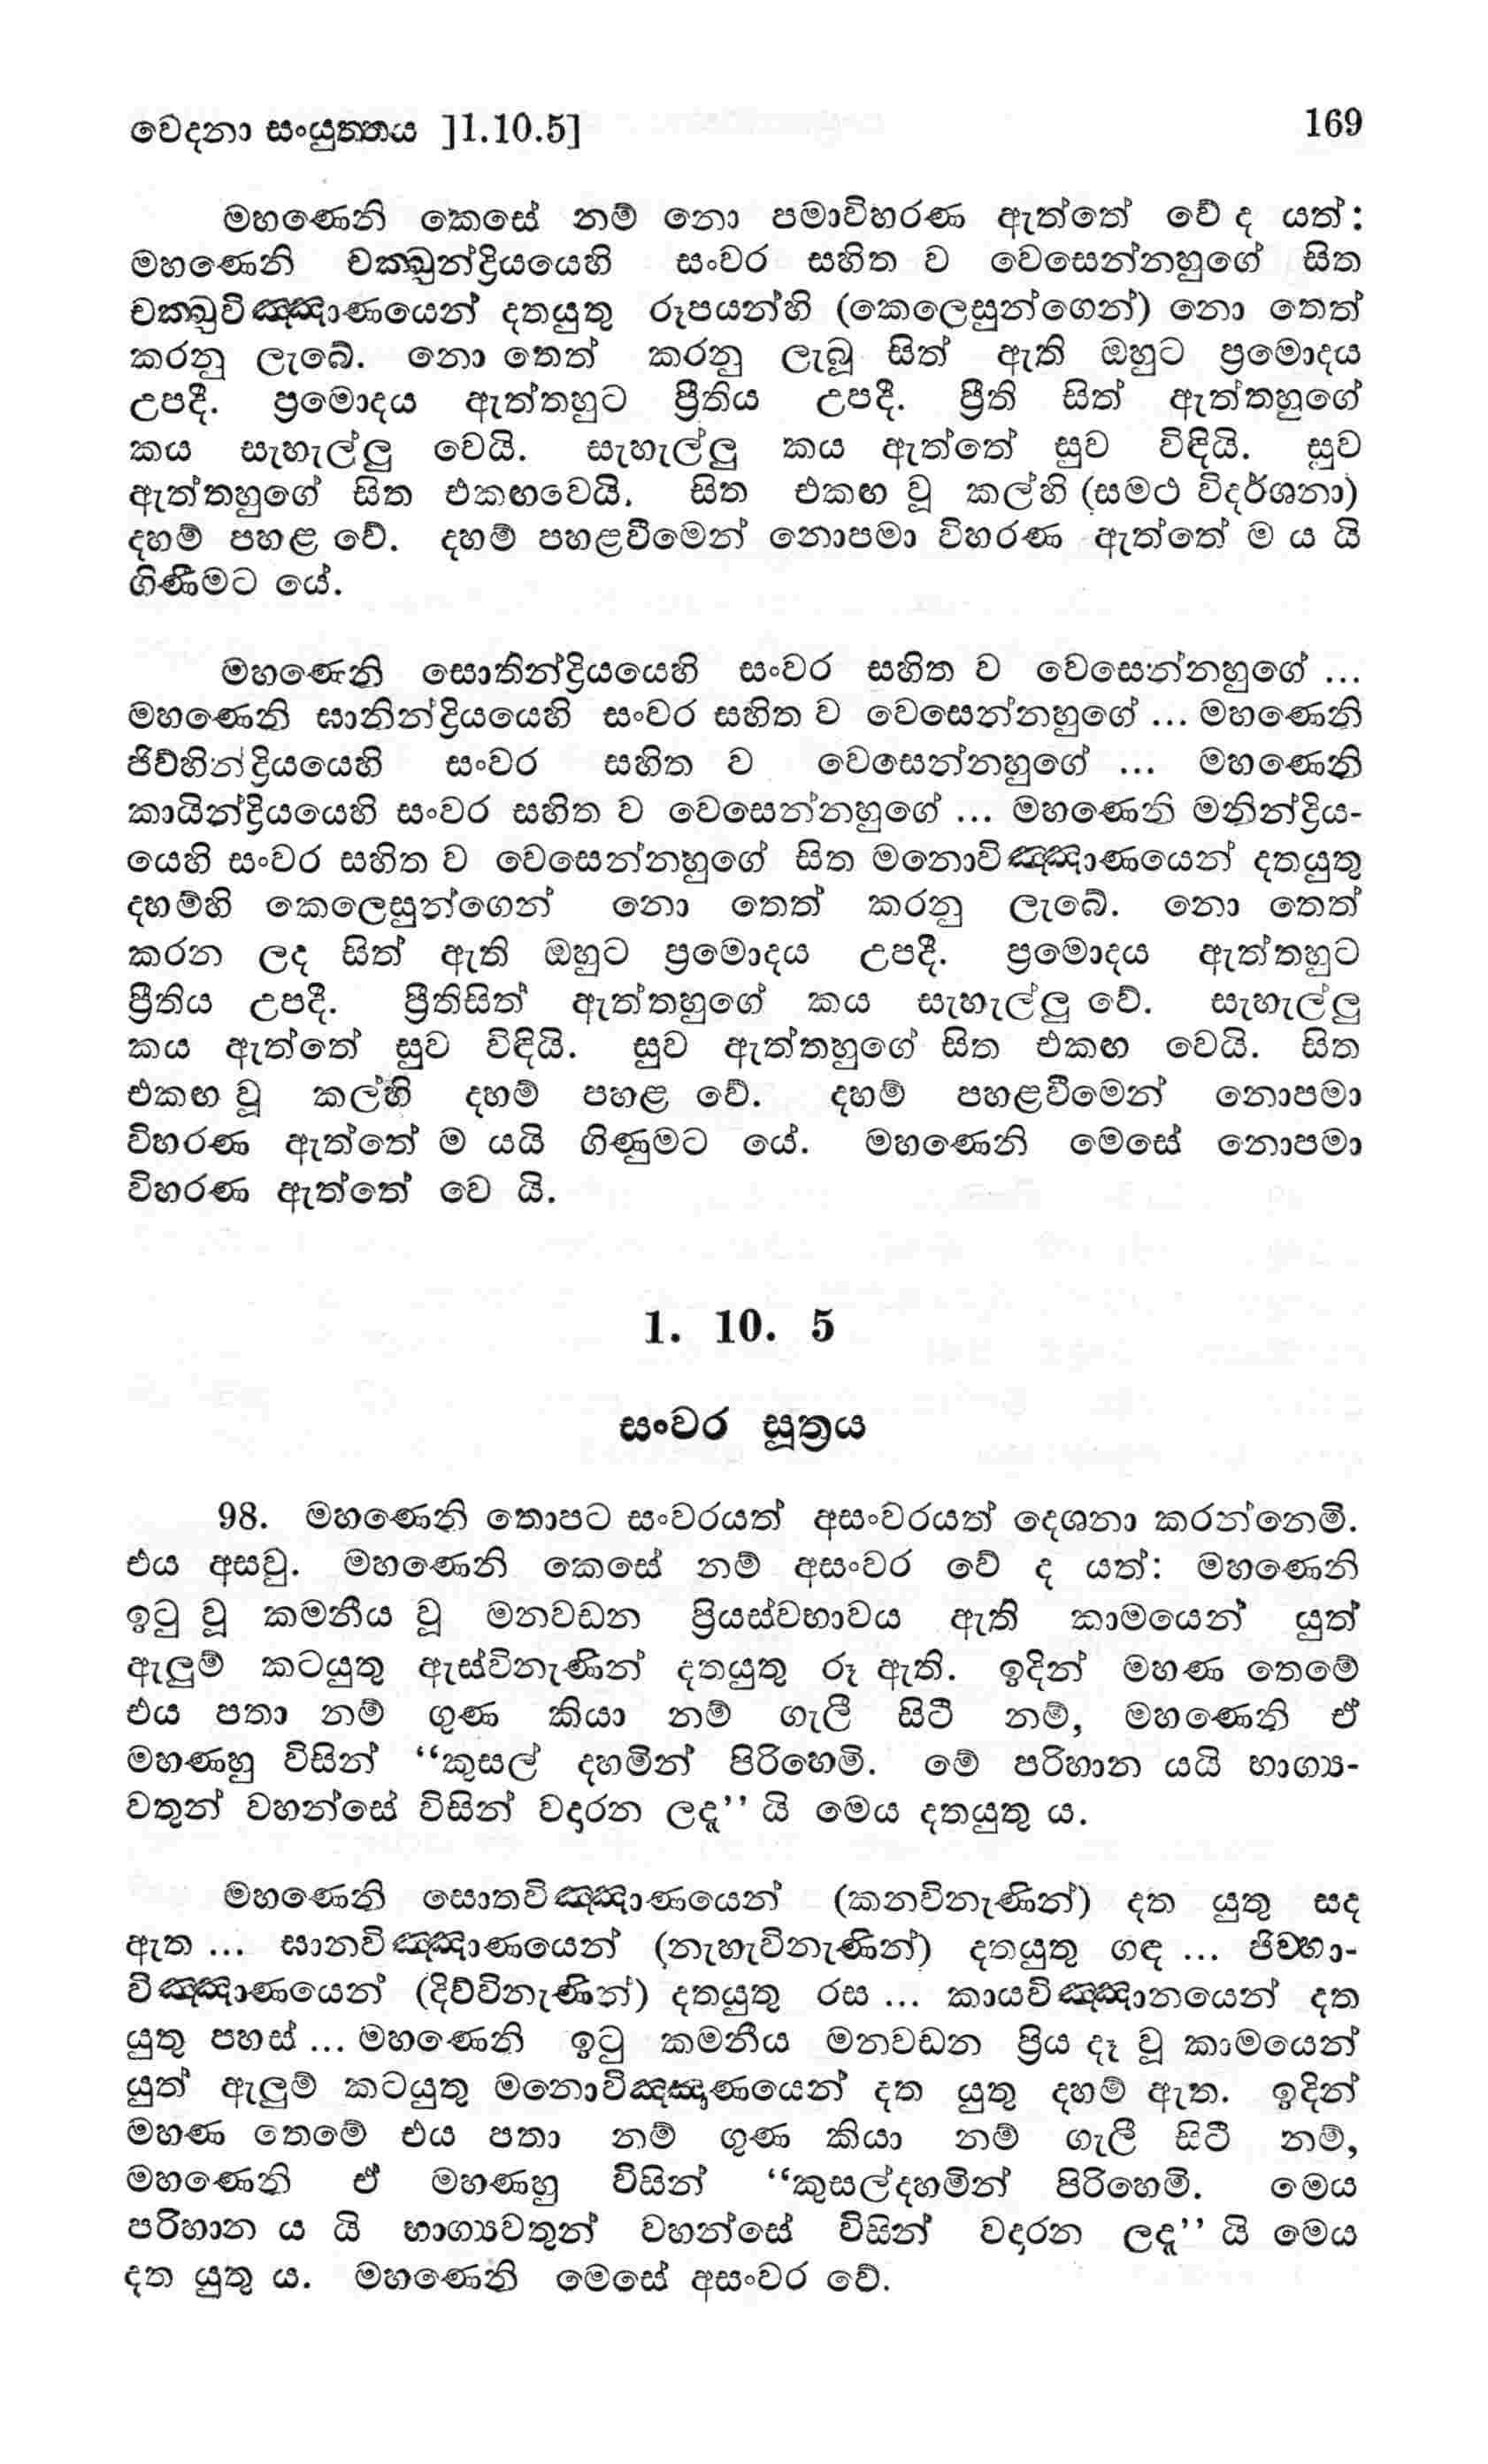 වෙදනා සංයුත්තය ]1.10.5]
169
මහණෙනි කෙසේ නම් නො පමාවිහරණ ඇත්තේ වේ ද යත්:
මහණෙනි චක්ඛුන්ද්‍රියයෙහි සංවර සහිත ව වෙසෙන්නහුගේ සිත
චක්ඛුවිඤ්ඤාණයෙන් දතයුතු රූපයන්හි (කෙලෙසුන්ගෙන්) නො තෙත්
කරනු ලැබේ. නො තෙත් කරනු ලැබූ සිත් ඇති ඔහුට ප්‍රමොදය
උපදී. ප්‍රමොදය ඇත්තහුට ප්‍රීතිය උපදී. ප්‍රීති සිත් ඇත්තහුගේ
කය සැහැල්ලු වෙයි. සැහැල්ලු කය ඇත්තේ සුව විඳියි. සුව
ඇත්තහුගේ සිත එකඟවෙයි. සිත එකඟ වූ කල්හි (සමථ විදර්ශනා)
දහම් පහළ වේ. දහම් පහළවීමෙන් නොපමා විහරණ ඇත්තේ ම ය යි
ගිණීමට යේ.
මහණෙනි සොතින්ද්‍රියයෙහි සංවර සහිත ව වෙසෙන්නහුගේ ...
මහණෙනි ඝානින්ද්‍රියයෙහි සංවර සහිත ව වෙසෙන්නහුගේ ... මහණෙනි
ජිව්හින්ද්‍රියයෙහි සංවර සහිත ව වෙසෙන්නහුගේ ... මහණෙනි
කායින්ද්‍රියයෙහි සංවර සහිත ව වෙසෙන්නහුගේ ... මහණෙනි මනින්ද්‍රිය-
යෙහි සංවර සහිත ව වෙසෙන්නහුගේ සිත මනොවිඤ්ඤාණයෙන් දතයුතු
දහම්හි කෙලෙසුන්ගෙන් නො තෙත් කරනු ලැබේ. නො තෙත්
කරන ලද සිත් ඇති ඔහුට ප්‍රමොදය උපදී. ප්‍රමොදය ඇත්තහුට
ප්‍රීතිය උපදී. ප්‍රීතිසිත් ඇත්තහුගේ කය සැහැල්ලු වේ. සැහැල්ලු
කය ඇත්තේ සුව විඳියි. සුව ඇත්තහුගේ සිත එකඟ වෙයි. සිත
එකඟ වූ කල්හි දහම් පහළ වේ. දහම් පහළවීමෙන් නොපමා
විහරණ ඇත්තේ ම යයි ගිණුමට යේ. මහණෙනි මෙසේ නොපමා
විහරණ ඇත්තේ වෙ යි.
1. 10. 5
සංවර සූත්‍රය
98. මහණෙනි තොපට සංවරයත් අසංවරයත් දෙශනා කරන්නෙමි.
එය අසවු. මහණෙනි කෙසේ නම් අසංවර වේ ද යත්: මහණෙනි
ඉටු වූ කමනීය වූ මනවඩන ප්‍රියස්වභාවය ඇති කාමයෙන් යුත්
ඇලුම් කටයුතු ඇස්විනැණින් දතයුතු රූ ඇති. ඉදින් මහණ තෙමේ
එය පතා නම් ගුණ කියා නම් ගැලී සිටී නම්, මහණෙනි ඒ
මහණහු විසින් “කුසල් දහමින් පිරිහෙමි. මේ පරිහාන යයි භාග්‍ය-
වතුන් වහන්සේ විසින් වදාරන ලදැ” යි මෙය දතයුතු ය.
මහණෙනි සොතවිඤ්ඤාණයෙන් (කනවිනැණින්) දත යුතු සද
ඇත ... ඝානවිඤ්ඤාණයෙන් (නැහැවිනැණින්) දතයුතු ගඳ ... ජිව්හා-
විඤ්ඤාණයෙන් (දිව්විනැණින්) දතයුතු රස ... කායවිඤ්ඤානයෙන් දත
යුතු පහස් ... මහණෙනි ඉටු කමනීය මනවඩන ප්‍රිය දෑ වූ කාමයෙන්
යුත් ඇලුම් කටයුතු මනොවිඤ්ඤාණයෙන් දත යුතු දහම් ඇත. ඉදින්
මහණ තෙමේ එය පතා නම් ගුණ කියා නම් ගැලී සිටී නම්,
මහණෙනි ඒ මහණහු විසින් “කුසල්දහමින් පිරිහෙමි. මෙය
පරිහාන ය යි භාග්‍යවතුන් වහන්සේ විසින් වදාරන ලදැ” යි මෙය
දත යුතු ය. මහණෙනි මෙසේ අසංවර වේ.